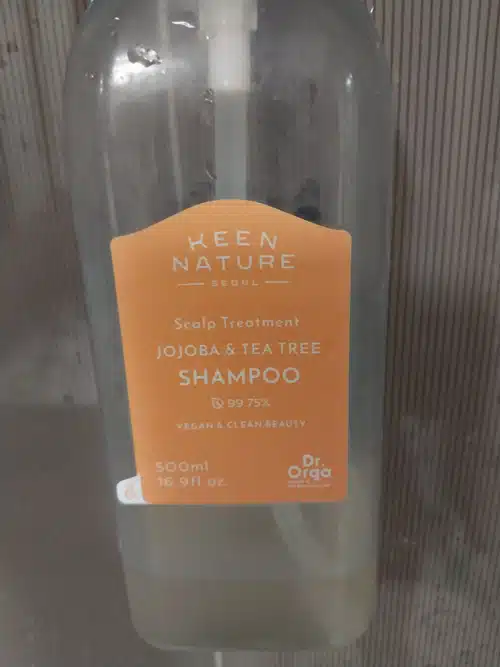 KEEN
NATURE
SEOUL
Scalp Treatment
JOJOBA & TEA TREE
SHAMPOO
99.75%
VEGAN & CLEAN BEAUTY
500ml
16.9fl oz.
Dr.
Orga